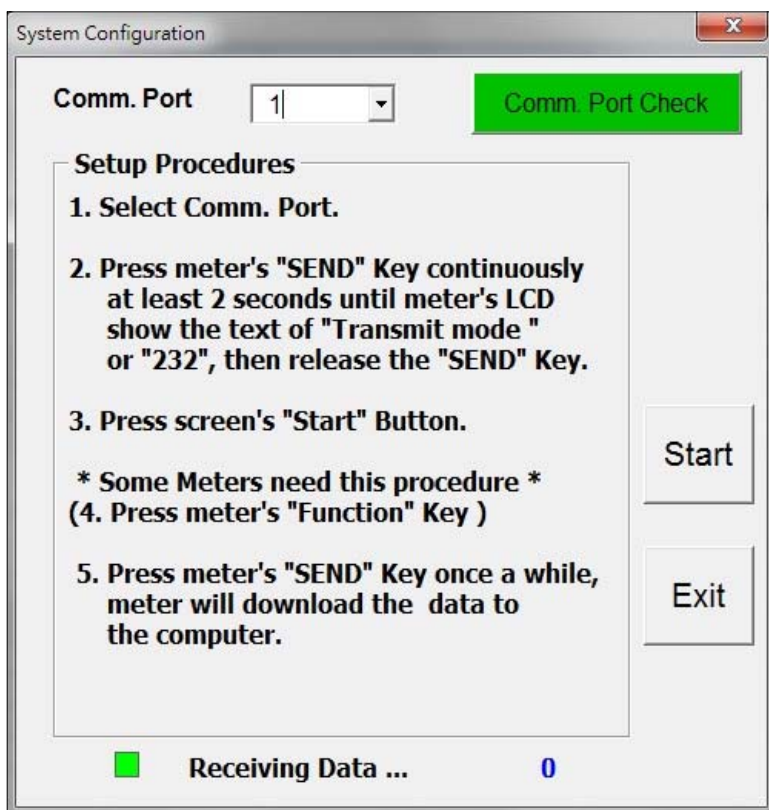 System Configuration
Comm. Port
1
Comm. Port Check
Setup Procedures
1. Select Comm. Port.
2. Press meter's "SEND" Key continuously
at least 2 seconds until meter's LCD
show the text of "Transmit mode "
or "232", then release the "SEND" Key.
3. Press screen's "Start" Button.
* Some Meters need this procedure *
(4. Press meter's "Function" Key )
5. Press meter's "SEND" Key once a while,
meter will download the data to
the computer.
Start
Exit
Receiving Data ...
0